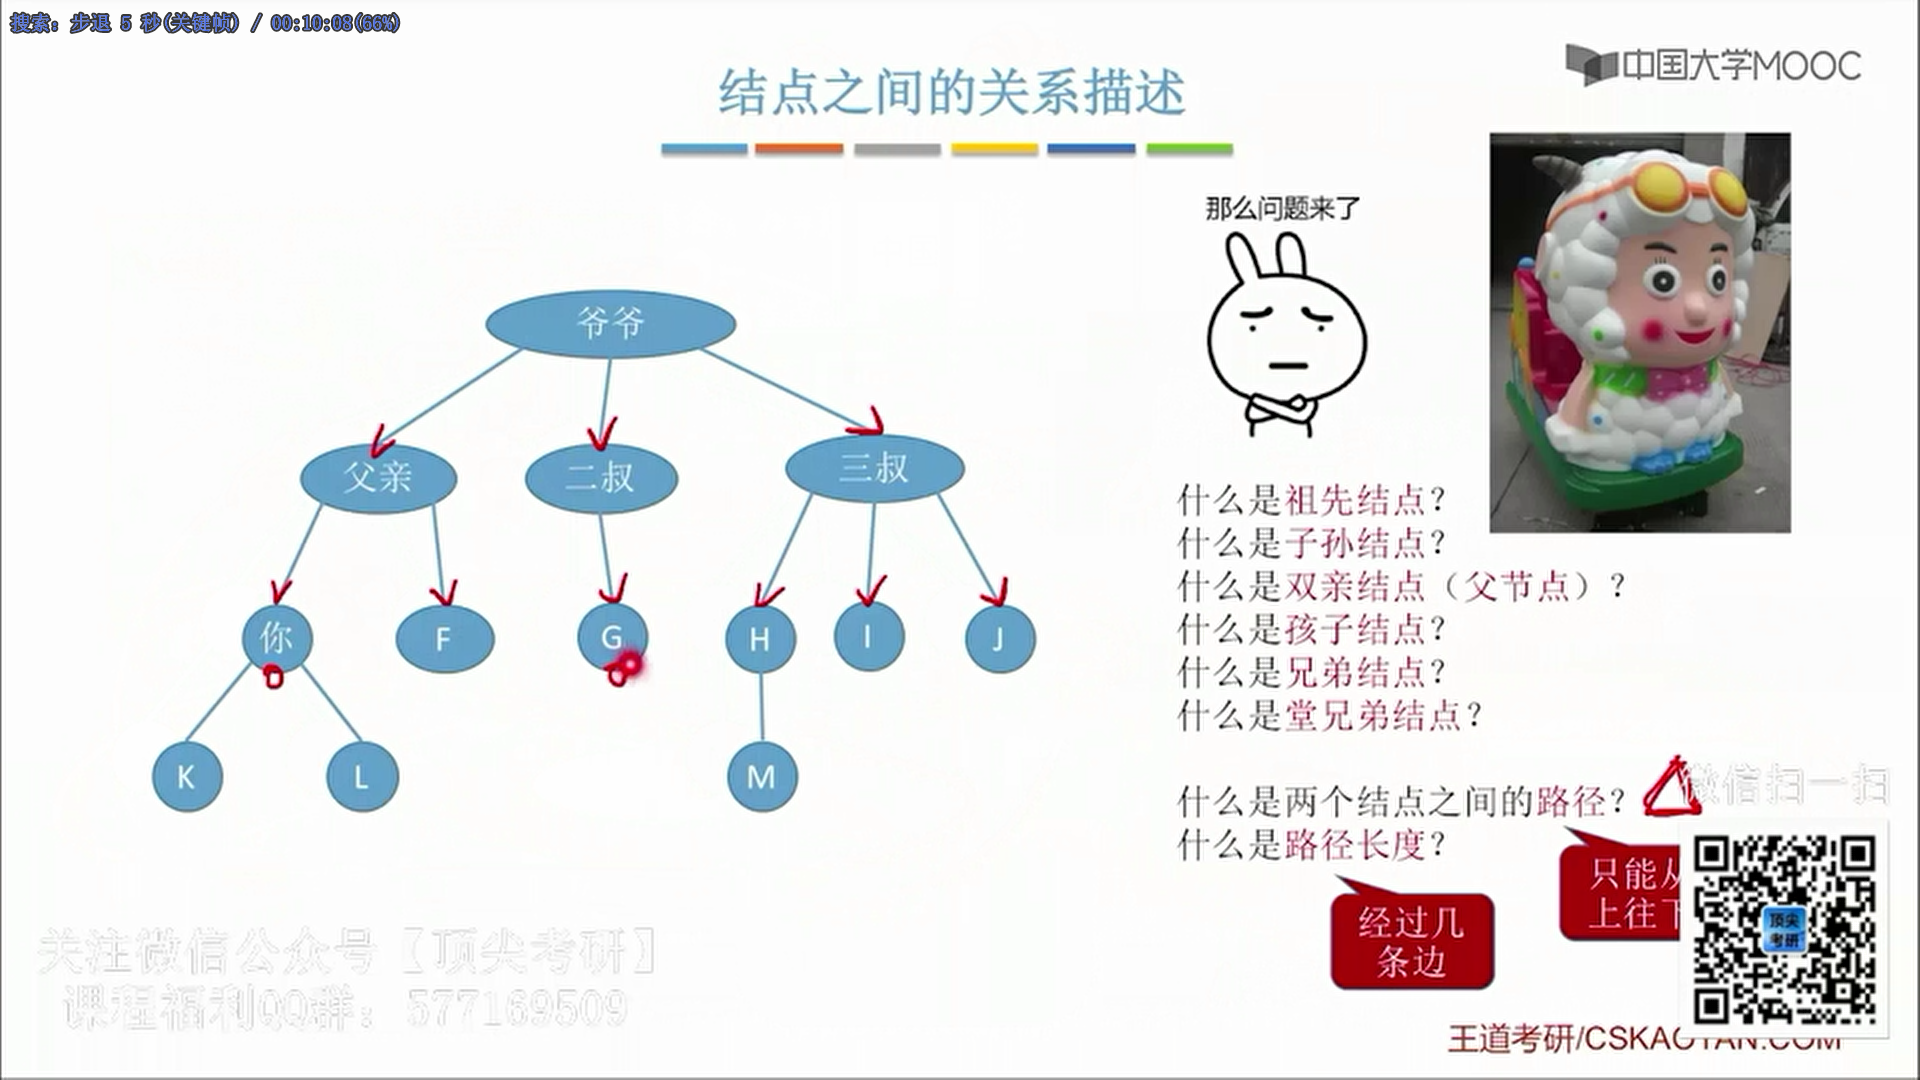 搜索: 步退 5 秒(关键帧) / 00:10:08(66%)
中国大学MOOC
结点之间的关系描述
那么问题来了
爷爷
父亲
二叔
三叔
你
F
G
H
I
J
K
L
M
什么是祖先结点?
什么是子孙结点?
什么是双亲结点（父节点）?
什么是孩子结点?
什么是兄弟结点?
什么是堂兄弟结点?
什么是两个结点之间的路径?
什么是路径长度?
微信扫一扫
只能从
上往下
经过几
条边
顶尖
考研
关注微信公众号【顶尖考研】
课程福利QQ群: 577169509
王道考研/CSKAOYAN.COM